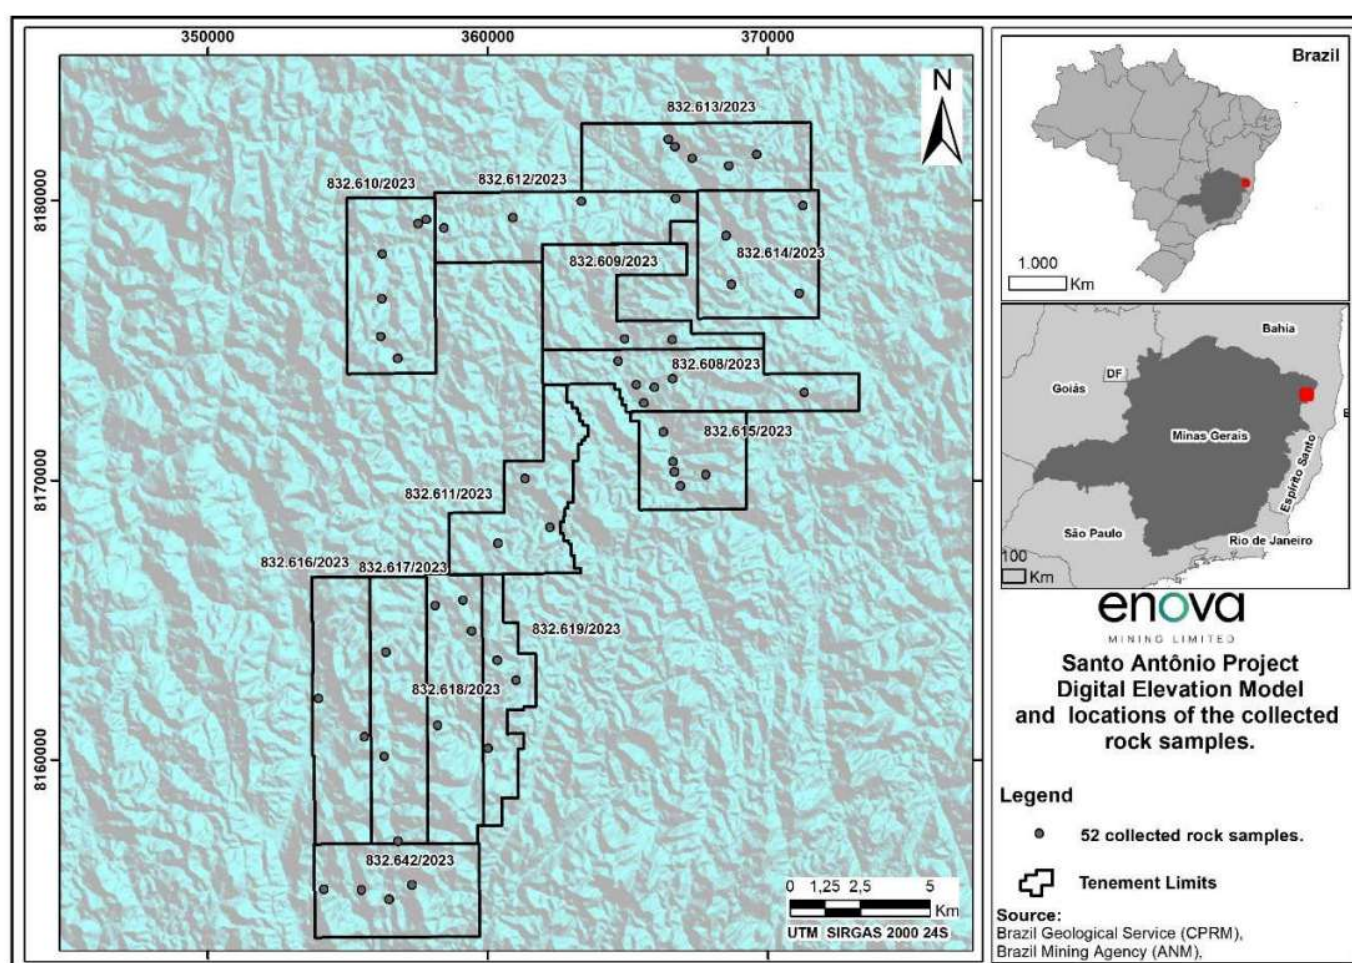 350000
360000
370000
8180000
8170000
8160000
N
832.613/2023
832.610/2023
832.612/2023
832.609/2023
832.614/2023
832.608/2023
832.615/2023
832.611/2023
832.616/2023
832.617/2023
832.619/2023
832.618/2023
832.642/2023
0 1,25 2,5 5
Km
UTM SIRGAS 2000 24S
Brazil
1.000
Km
Bahia
DF
Goiás
E
Minas Gerais
Espírito Santo
São Paulo
Rio de Janeiro
100
Km
enova
MINING LIMITED
Santo Antônio Project
Digital Elevation Model
and locations of the collected
rock samples.
Legend
52 collected rock samples.
Tenement Limits
Source:
Brazil Geological Service (CPRM),
Brazil Mining Agency (ANM),